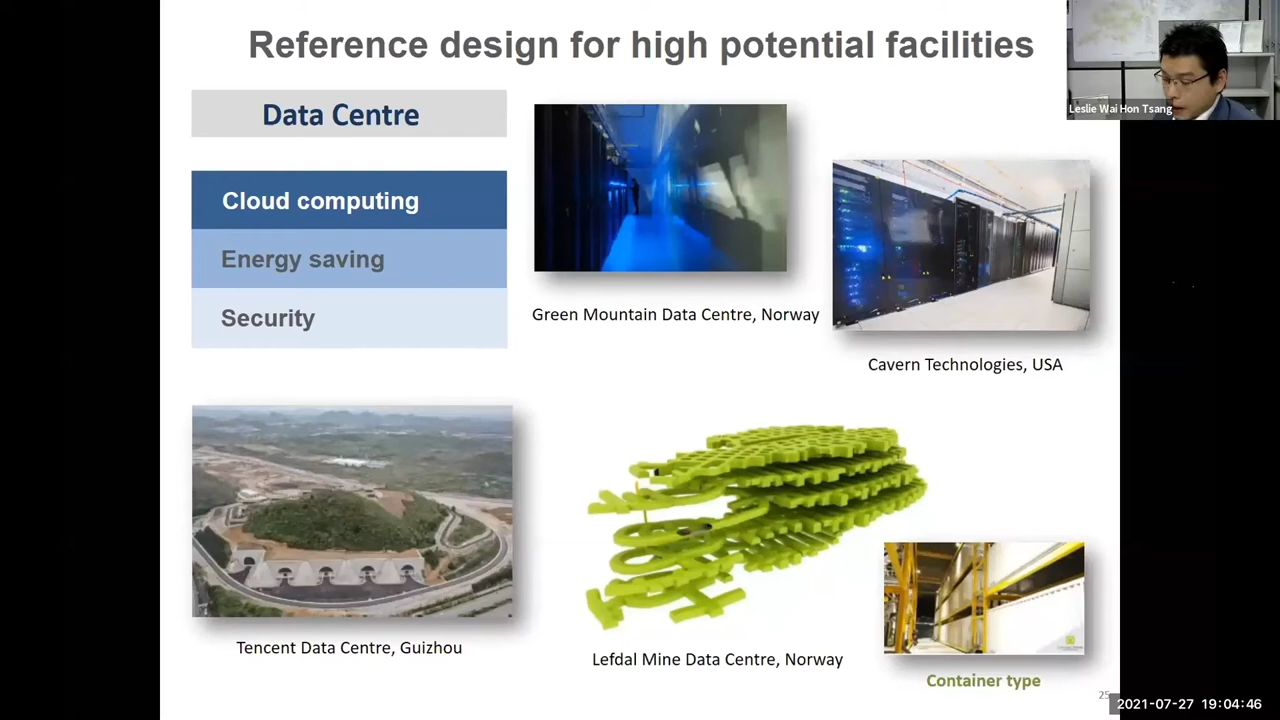 Reference design for high potential facilities
Leslie Wai Hon Tsang
Data Centre
Cloud computing
Energy saving
Security
Green Mountain Data Centre, Norway
Cavern Technologies, USA
Tencent Data Centre, Guizhou
Lefdal Mine Data Centre, Norway
Container type
2021-07-27 19:04:46